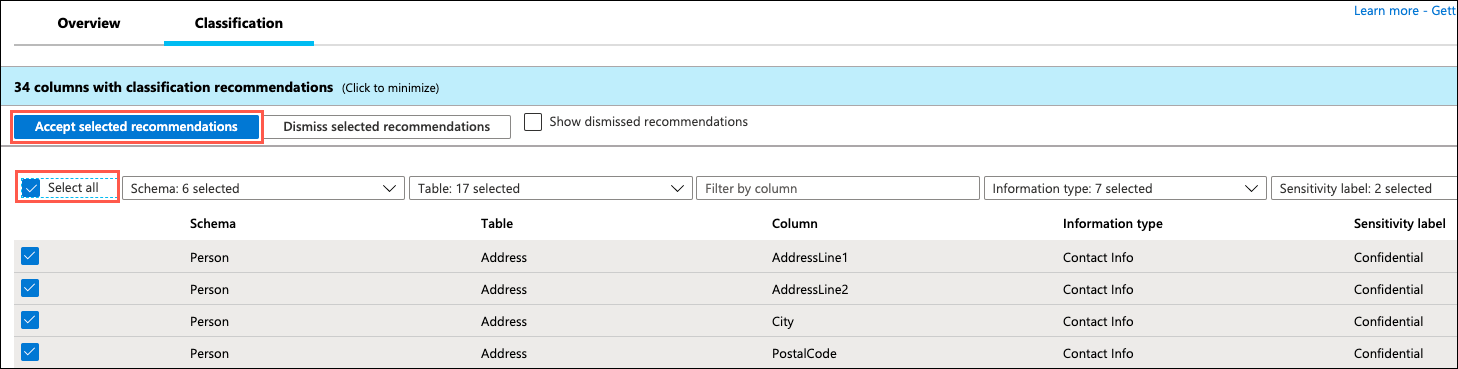 Learn more - Gett
Overview Classification
34 columns with classification recommendations (Click to minimize)
Accept selected recommendations Dismiss selected recommendations Show dismissed recommendations
Select all Schema: 6 selected Table: 17 selected Filter by column Information type: 7 selected Sensitivity label: 2 selected
Schema Table Column Information type Sensitivity label
Person Address AddressLine1 Contact Info Confidential
Person Address AddressLine2 Contact Info Confidential
Person Address City Contact Info Confidential
Person Address PostalCode Contact Info Confidential